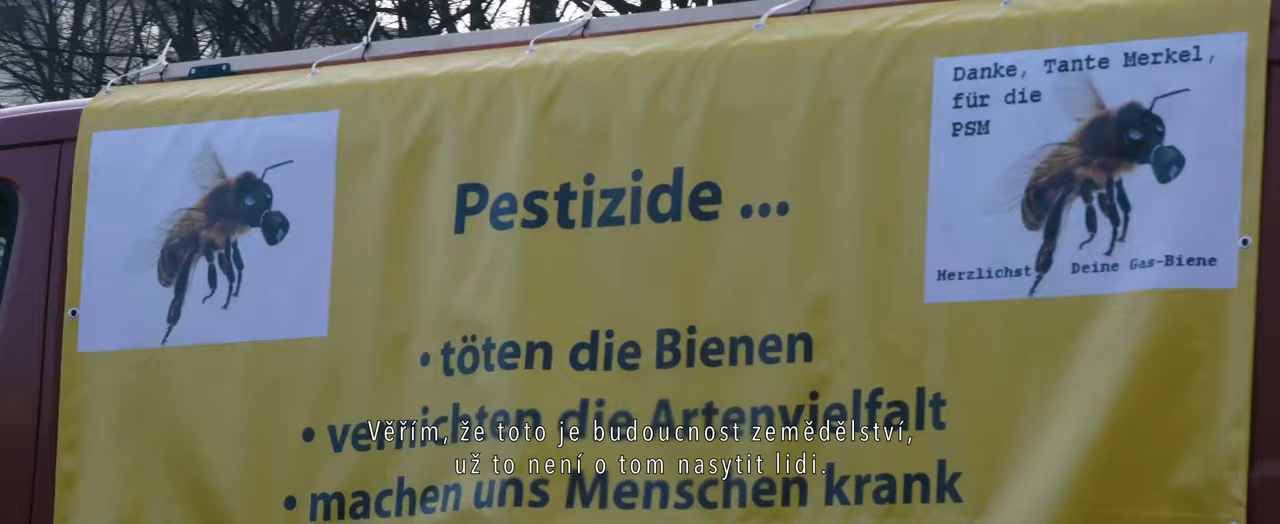 Danke, Tante Merkel,
für die
PSM
Herzlichst Deine Gas-Biene
Pestizide ...
• töten die Bienen
• vernichten die Artenvielfalt
• machen uns Menschen krank
Věřím, že toto je budoucnost zemědělství,
už to není o tom nasytit lidi.